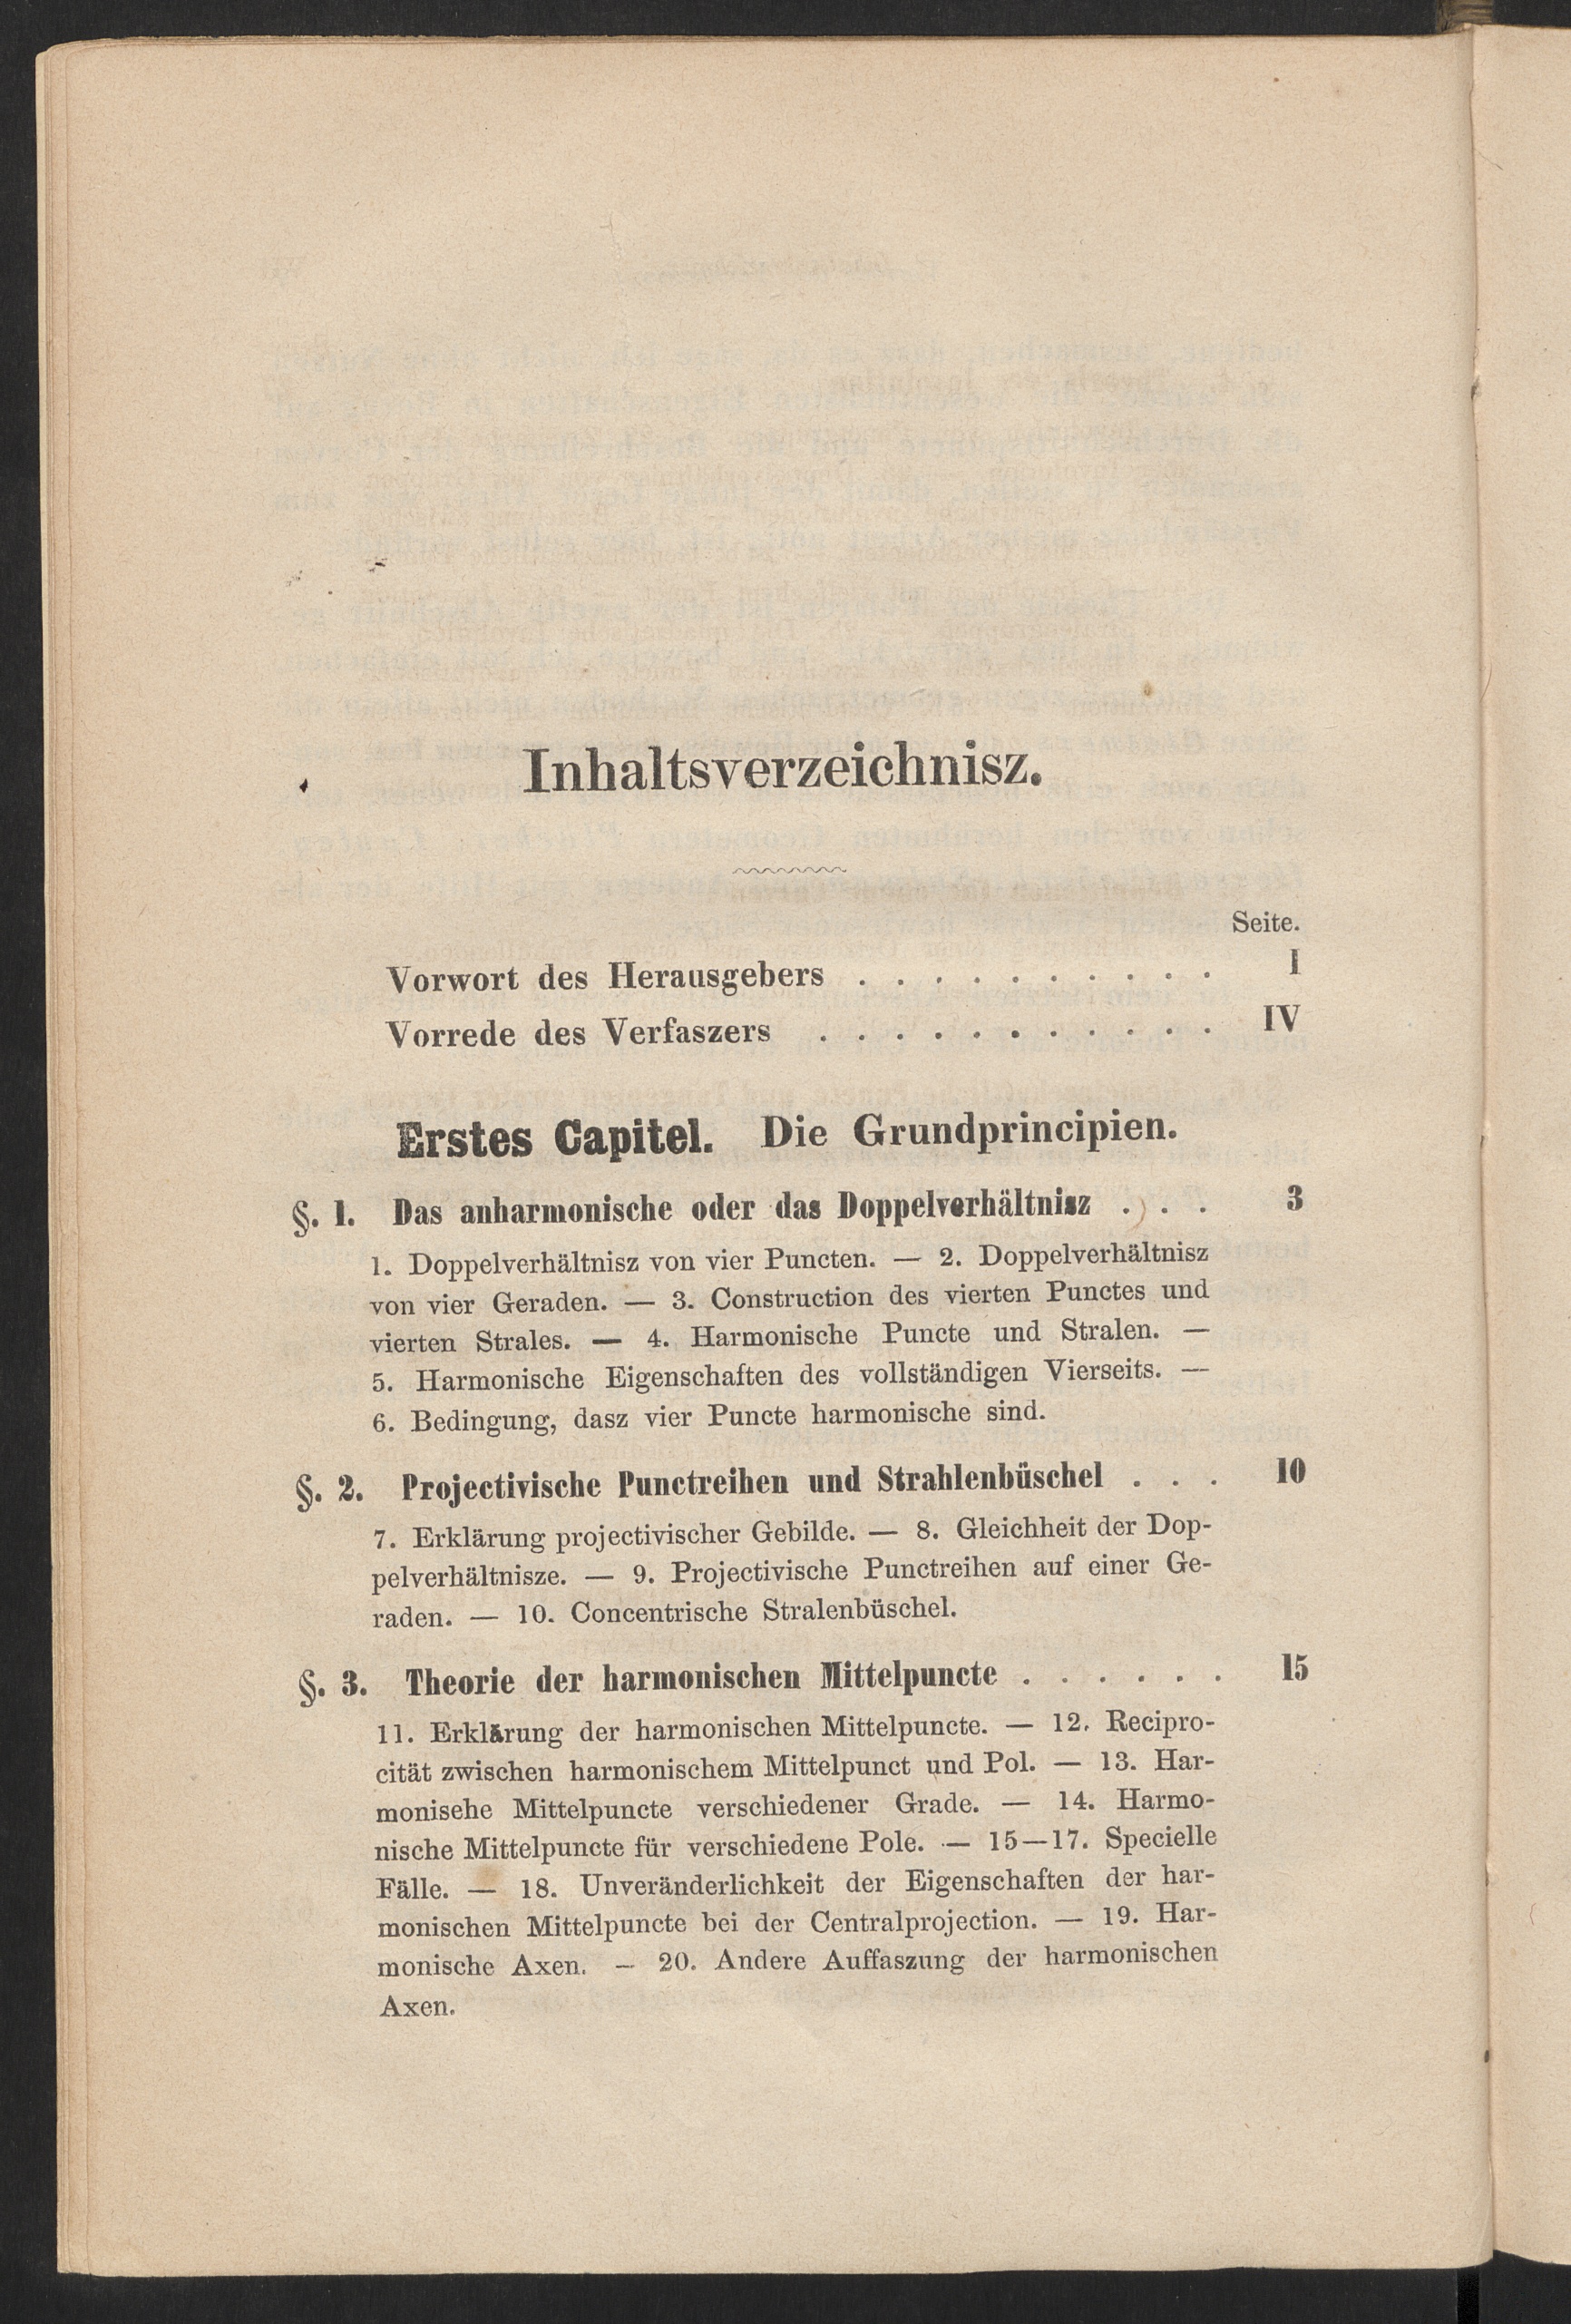 Inhaltsverzeichnisz.
Seite.
Vorwort des Herausgebers . . . . . . . . . . I
Vorrede des Verfaszers . . . . . . . . . . . IV
Erstes Capitel. Die Grundprincipien.
§. 1. Das anharmonische oder das Doppelverhältnisz . . . 3
1. Doppelverhältnisz von vier Puncten. — 2. Doppelverhältnisz
von vier Geraden. — 3. Construction des vierten Punctes und
vierten Strales. — 4. Harmonische Puncte und Stralen. —
5. Harmonische Eigenschaften des vollständigen Vierseits. —
6. Bedingung, dasz vier Puncte harmonische sind.
§. 2. Projectivische Punctreihen und Strahlenbüschel . . . 10
7. Erklärung projectivischer Gebilde. — 8. Gleichheit der Dop-
pelverhältnisze. — 9. Projectivische Punctreihen auf einer Ge-
raden. — 10. Concentrische Stralenbüschel.
§. 3. Theorie der harmonischen Mittelpuncte . . . . . . 15
11. Erklärung der harmonischen Mittelpuncte. — 12. Recipro-
cität zwischen harmonischem Mittelpunct und Pol. — 13. Har-
monisehe Mittelpuncte verschiedener Grade. — 14. Harmo-
nische Mittelpuncte für verschiedene Pole. — 15—17. Specielle
Fälle. — 18. Unveränderlichkeit der Eigenschaften der har-
monischen Mittelpuncte bei der Centralprojection. — 19. Har-
monische Axen. — 20. Andere Auffaszung der harmonischen
Axen.